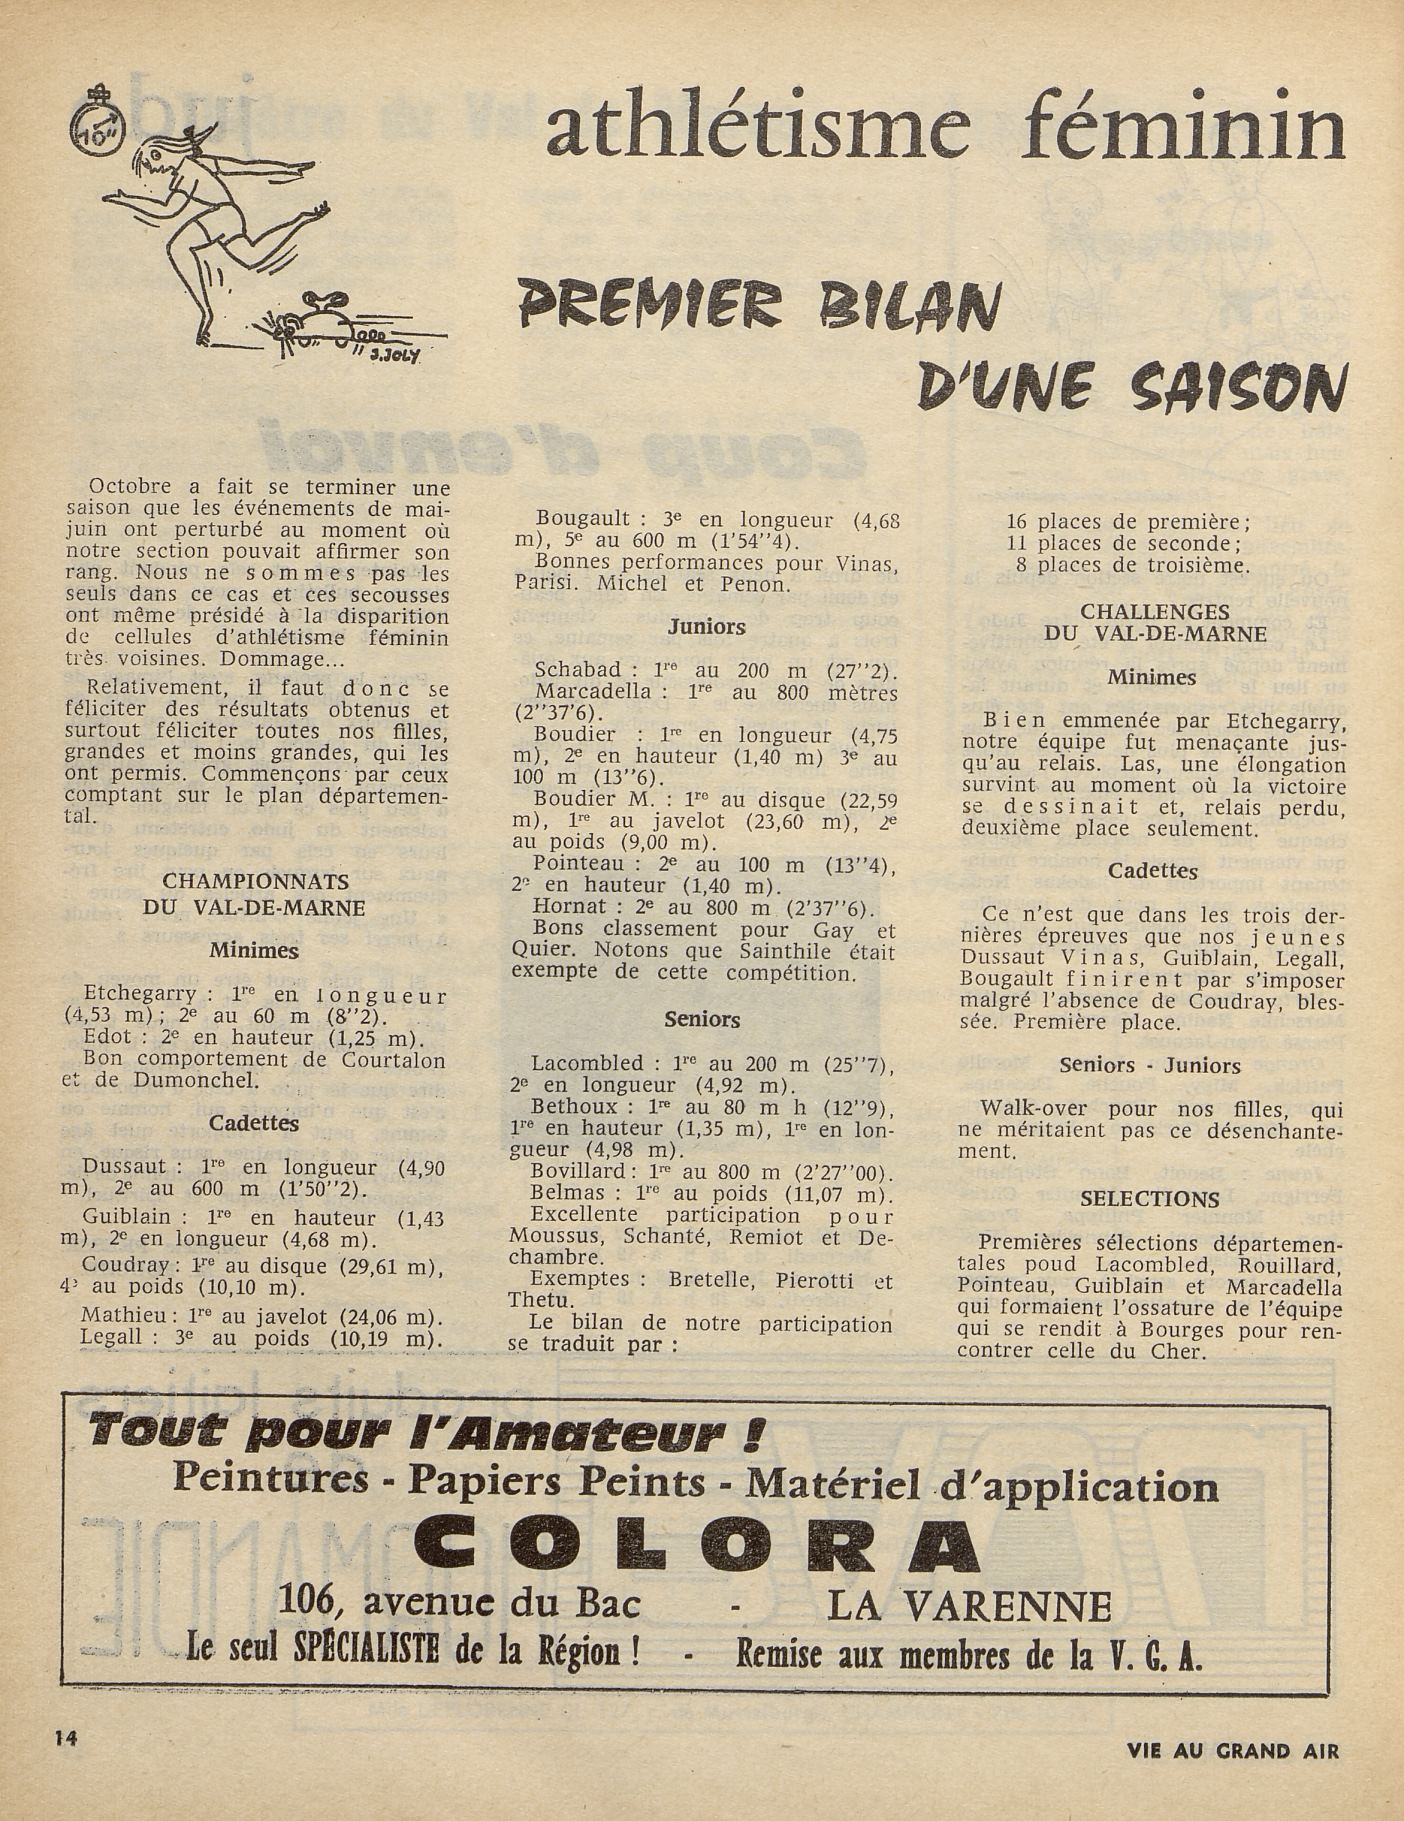 10"
J. JOLY
athlétisme féminin
PREMIER BILAN
D'UNE SAISON
Octobre a fait se terminer une
saison que les événements de mai-
juin ont perturbé au moment où
notre section pouvait affirmer son
rang. Nous ne sommes pas les
seuls dans ce cas et ces secousses
ont même présidé à la disparition
de cellules d'athlétisme féminin
très voisines. Dommage...
Relativement, il faut donc se
féliciter des résultats obtenus et
surtout féliciter toutes nos filles,
grandes et moins grandes, qui les
ont permis. Commençons par ceux
comptant sur le plan départemen-
tal.
CHAMPIONNATS
DU VAL-DE-MARNE
Minimes
Etchegarry : 1re en longueur
(4,53 m) ; 2e au 60 m (8''2).
Edot : 2e en hauteur (1,25 m).
Bon comportement de Courtalon
et de Dumonchel.
Cadettes
Dussaut : 1re en longueur (4,90
m), 2e au 600 m (1'50''2).
Guiblain : 1re en hauteur (1,43
m), 2e en longueur (4,68 m).
Coudray : 1re au disque (29,61 m),
4e au poids (10,10 m).
Mathieu : 1re au javelot (24,06 m).
Legall : 3e au poids (10,19 m).
Bougault : 3e en longueur (4,68
m), 5e au 600 m (1'54''4).
Bonnes performances pour Vinas,
Parisi. Michel et Penon.
Juniors
Schabad : 1re au 200 m (27''2).
Marcadella : 1re au 800 mètres
(2''37'6).
Boudier : 1re en longueur (4,75
m), 2e en hauteur (1,40 m) 3e au
100 m (13''6).
Boudier M. : 1re au disque (22,59
m), 1re au javelot (23,60 m), 2e
au poids (9,00 m).
Pointeau : 2e au 100 m (13''4),
2e en hauteur (1,40 m).
Hornat : 2e au 800 m (2'37''6).
Bons classement pour Gay et
Quier. Notons que Sainthile était
exempte de cette compétition.
Seniors
Lacombled : 1re au 200 m (25''7),
2e en longueur (4,92 m).
Bethoux : 1re au 80 m h (12''9),
1re en hauteur (1,35 m), 1re en lon-
gueur (4,98 m).
Bovillard : 1re au 800 m (2'27''00).
Belmas : 1re au poids (11,07 m).
Excellente participation pour
Moussus, Schanté, Remiot et De-
chambre.
Exemptes : Bretelle, Pierotti et
Thetu.
Le bilan de notre participation
se traduit par :
16 places de première ;
11 places de seconde ;
8 places de troisième.
CHALLENGES
DU VAL-DE-MARNE
Minimes
Bien emmenée par Etchegarry,
notre équipe fut menaçante jus-
qu'au relais. Las, une élongation
survint au moment où la victoire
se dessinait et, relais perdu,
deuxième place seulement.
Cadettes
Ce n'est que dans les trois der-
nières épreuves que nos jeunes
Dussaut Vinas, Guiblain, Legall,
Bougault finirent par s'imposer
malgré l'absence de Coudray, bles-
sée. Première place.
Seniors - Juniors
Walk-over pour nos filles, qui
ne méritaient pas ce désenchante-
ment.
SELECTIONS
Premières sélections départemen-
tales poud Lacombled, Rouillard,
Pointeau, Guiblain et Marcadella
qui formaient l'ossature de l'équipe
qui se rendit à Bourges pour ren-
contrer celle du Cher.
Tout pour l'Amateur !
Peintures - Papiers Peints - Matériel d'application
COLORA
106, avenue du Bac - LA VARENNE
Le seul SPÉCIALISTE de la Région ! - Remise aux membres de la V. G. A.
14
VIE AU GRAND AIR